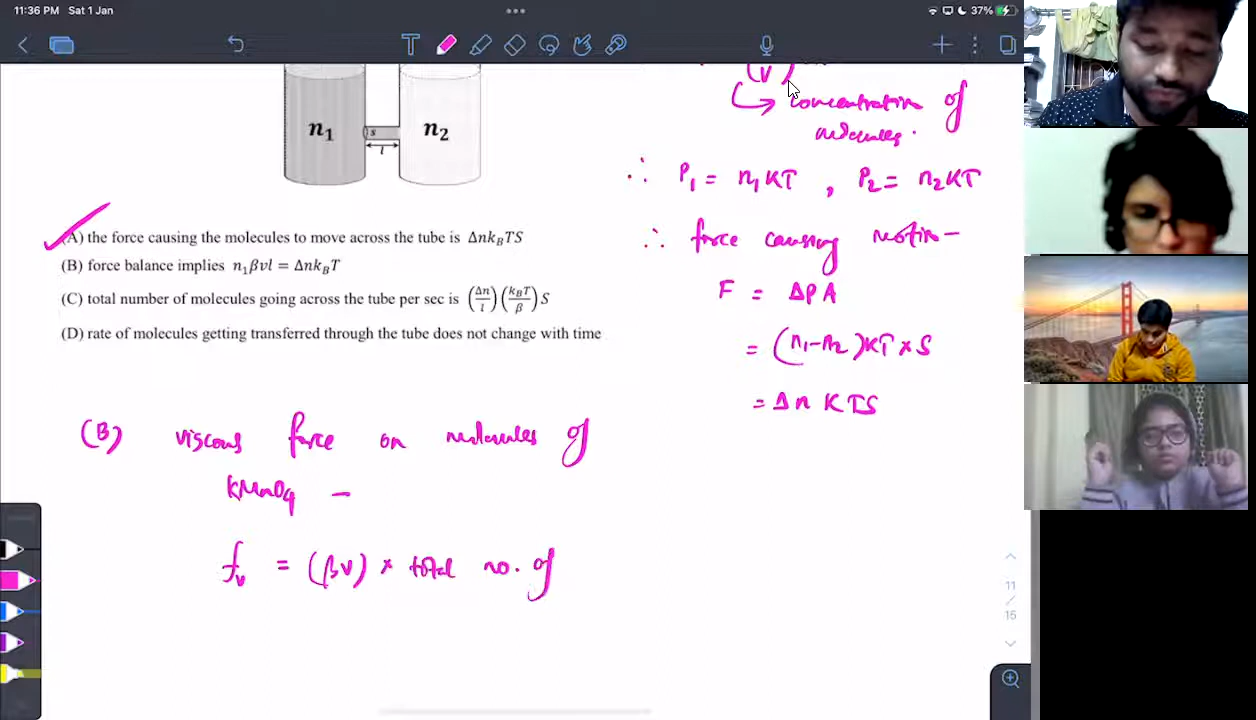 11:36 PM Sat 1 Jan
37%
n₁ s n₂
l
(A) the force causing the molecules to move across the tube is Δnk_BTS
(B) force balance implies n₁βvl = Δnk_BT
(C) total number of molecules going across the tube per sec is (Δn/l)(k_BT/β)S
(D) rate of molecules getting transferred through the tube does not change with time
(V)
↳ concentration of
molecules.
∴ P₁ = n₁KT , P₂ = n₂KT
∴ force causing motion –
F = ΔPA
= (n₁–n₂)KT × S
= Δn KTS
(B) viscous force on molecules of
KMnO₄ –
f_v = (βv) × total no. of
11
/
15